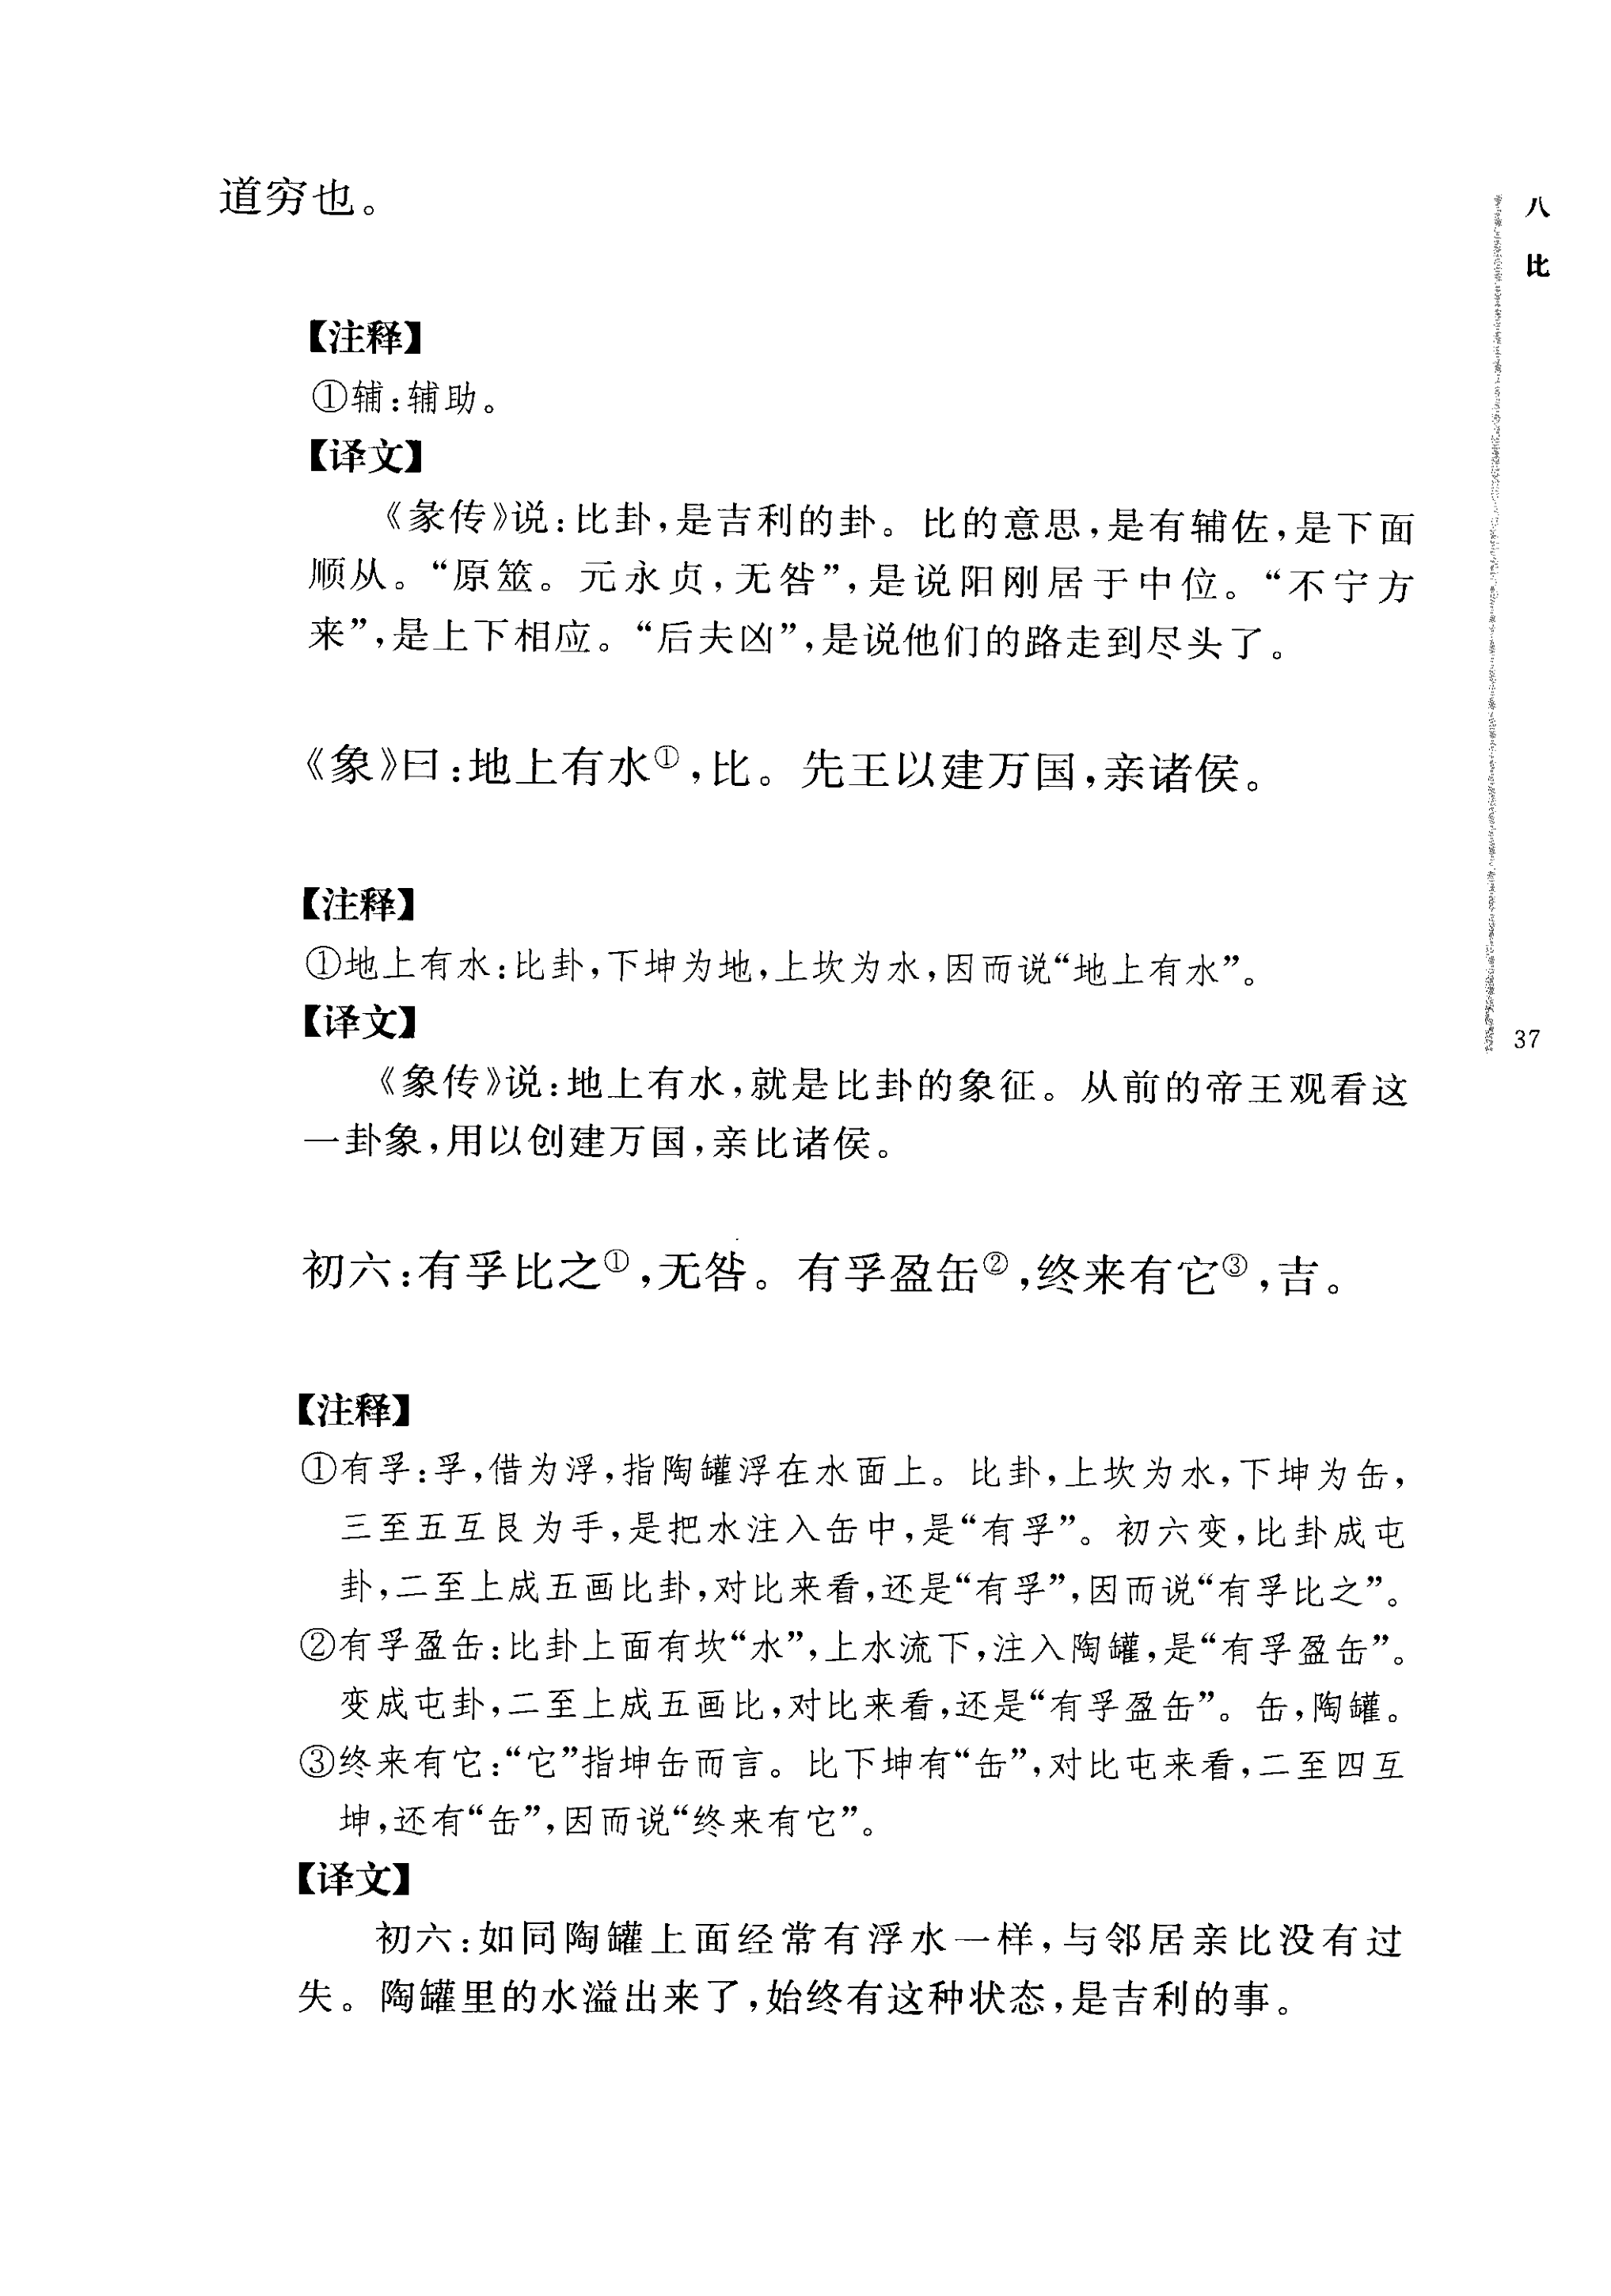 道穷也。
【注释】
①辅：辅助。
【译文】
《彖传》说：比卦，是吉利的卦。比的意思，是有辅佐，是下面
顺从。“原筮。元永贞，无咎”，是说阳刚居于中位。“不宁方
来”，是上下相应。“后夫凶”，是说他们的路走到尽头了。
《象》曰：地上有水①，比。先王以建万国，亲诸侯。
【注释】
①地上有水：比卦，下坤为地，上坎为水，因而说“地上有水”。
【译文】
《象传》说：地上有水，就是比卦的象征。从前的帝王观看这
一卦象，用以创建万国，亲比诸侯。
初六：有孚比之①，无咎。有孚盈缶②，终来有它③，吉。
【注释】
①有孚：孚，借为浮，指陶罐浮在水面上。比卦，上坎为水，下坤为缶，
三至五互艮为手，是把水注入缶中，是“有孚”。初六变，比卦成屯
卦，二至上成五画比卦，对比来看，还是“有孚”，因而说“有孚比之”。
②有孚盈缶：比卦上面有坎“水”，上水流下，注入陶罐，是“有孚盈缶”。
变成屯卦，二至上成五画比，对比来看，还是“有孚盈缶”。缶，陶罐。
③终来有它：“它”指坤缶而言。比下坤有“缶”，对比屯来看，二至四互
坤，还有“缶”，因而说“终来有它”。
【译文】
初六：如同陶罐上面经常有浮水一样，与邻居亲比没有过
失。陶罐里的水溢出来了，始终有这种状态，是吉利的事。
八 比
37